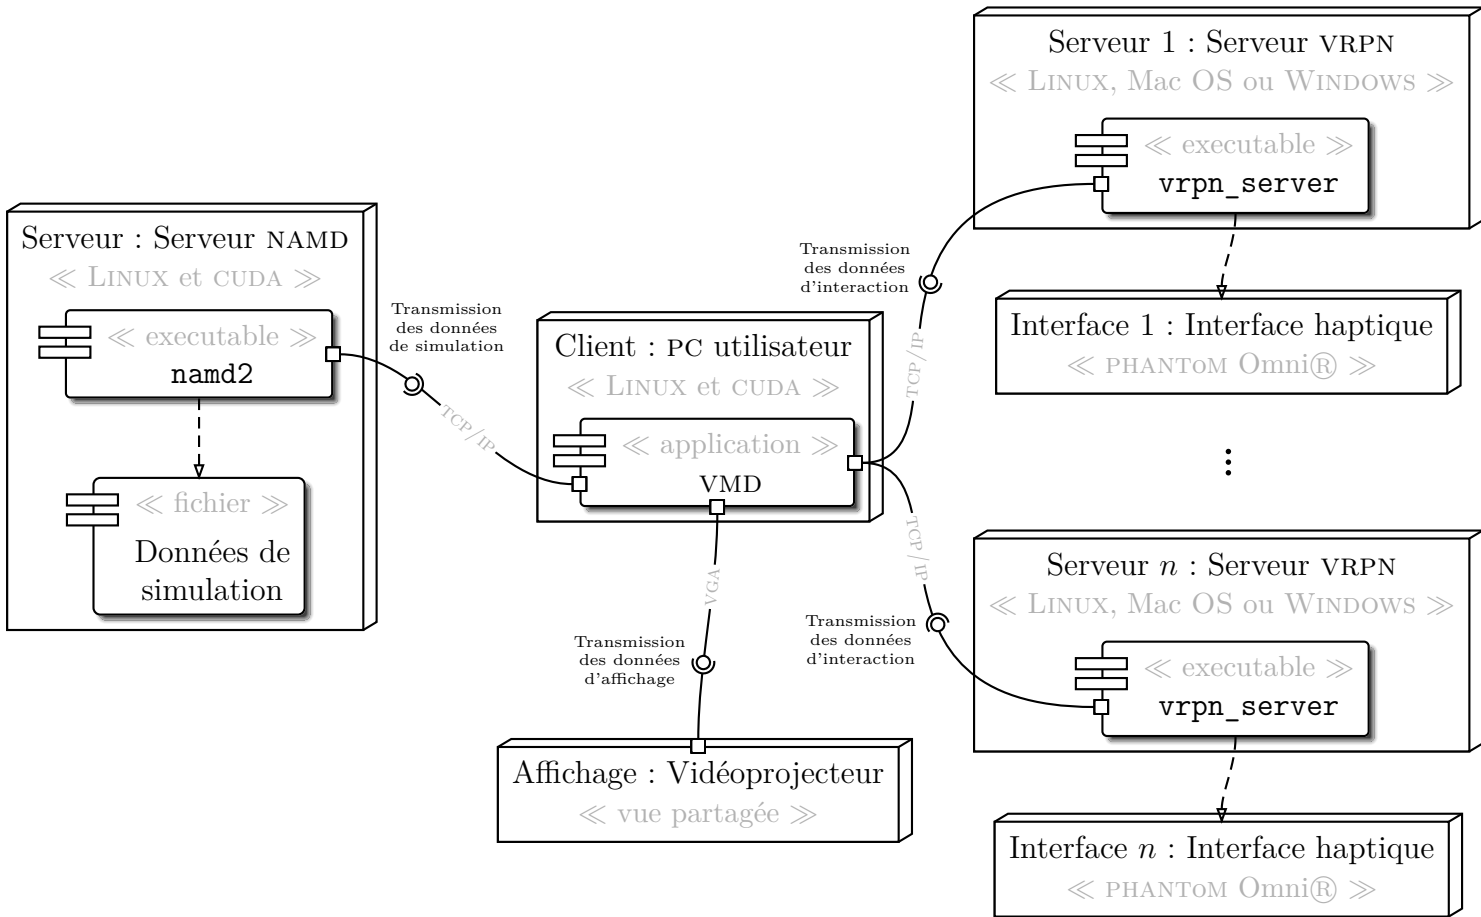 Serveur 1 : Serveur VRPN
≪ LINUX, Mac OS ou WINDOWS ≫
≪ executable ≫
vrpn_server
Interface 1 : Interface haptique
≪ PHANToM Omni® ≫
Serveur : Serveur NAMD
≪ LINUX et CUDA ≫
≪ executable ≫
namd2
≪ fichier ≫
Données de
simulation
Transmission
des données
de simulation
TCP/IP
Client : PC utilisateur
≪ LINUX et CUDA ≫
≪ application ≫
VMD
Transmission
des données
d'interaction
TCP/IP
TCP/IP
Transmission
des données
d'interaction
VGA
Transmission
des données
d'affichage
Affichage : Vidéoprojecteur
≪ vue partagée ≫
Serveur n : Serveur VRPN
≪ LINUX, Mac OS ou WINDOWS ≫
≪ executable ≫
vrpn_server
Interface n : Interface haptique
≪ PHANToM Omni® ≫